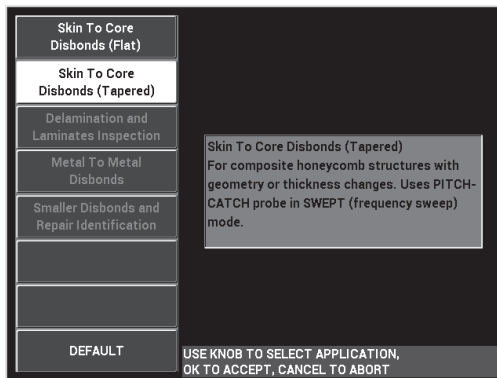 Skin To Core
Disbonds (Flat)
Skin To Core
Disbonds (Tapered)
Delamination and
Laminates Inspection
Metal To Metal
Disbonds
Smaller Disbonds and
Repair Identification
DEFAULT
Skin To Core Disbonds (Tapered)
For composite honeycomb structures with
geometry or thickness changes. Uses PITCH-
CATCH probe in SWEPT (frequency sweep)
mode.
USE KNOB TO SELECT APPLICATION,
OK TO ACCEPT, CANCEL TO ABORT